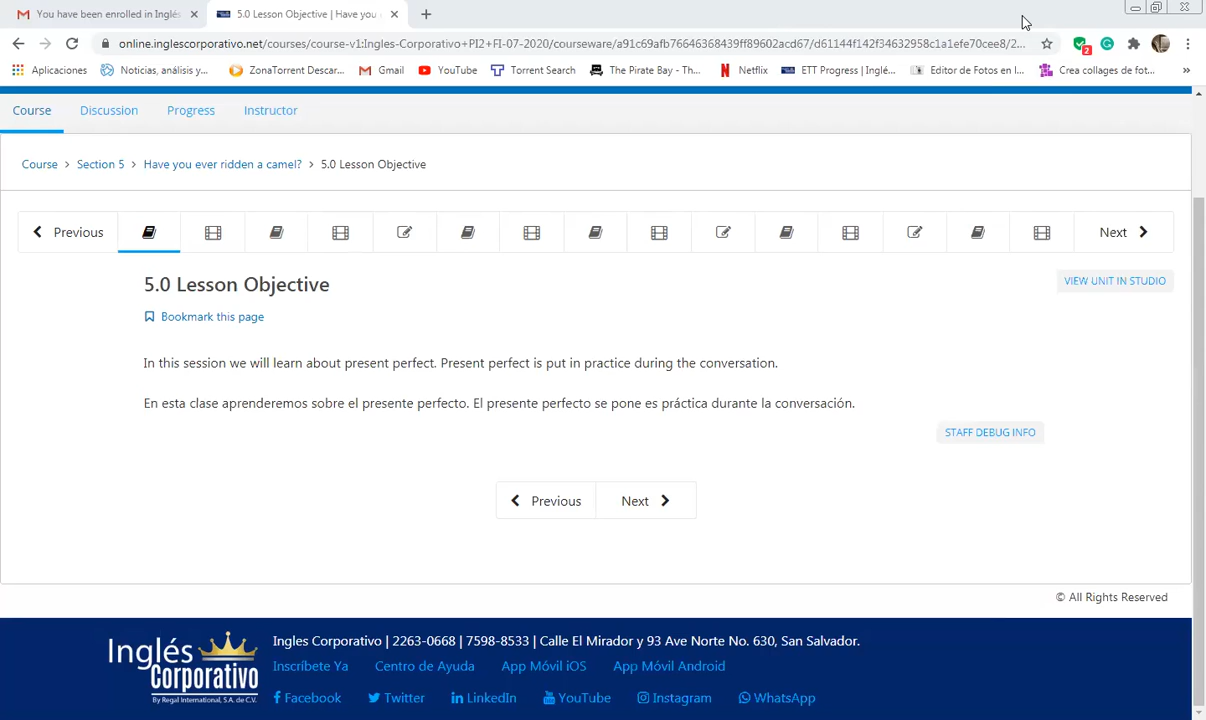 You have been enrolled in Inglés
5.0 Lesson Objective | Have you
online.inglescorporativo.net/courses/course-v1:Ingles-Corporativo+PI2+FI-07-2020/courseware/a91c69afb76646368439ff89602acd67/d61144f142f34632958c1a1efe70cee8/2...
2
Aplicaciones
Noticias, análisis y...
ZonaTorrent Descar...
Gmail
YouTube
Torrent Search
The Pirate Bay - Th...
Netflix
ETT Progress | Inglé...
Editor de Fotos en l...
Crea collages de fot...
»
Course
Discussion
Progress
Instructor
Course > Section 5 > Have you ever ridden a camel? > 5.0 Lesson Objective
Previous
Next
5.0 Lesson Objective
VIEW UNIT IN STUDIO
Bookmark this page
In this session we will learn about present perfect. Present perfect is put in practice during the conversation.
En esta clase aprenderemos sobre el presente perfecto. El presente perfecto se pone es práctica durante la conversación.
STAFF DEBUG INFO
Previous
Next
© All Rights Reserved
Inglés
Corporativo
By Regal International, S.A. de C.V.
Ingles Corporativo | 2263-0668 | 7598-8533 | Calle El Mirador y 93 Ave Norte No. 630, San Salvador.
Inscríbete Ya
Centro de Ayuda
App Móvil iOS
App Móvil Android
Facebook
Twitter
LinkedIn
YouTube
Instagram
WhatsApp